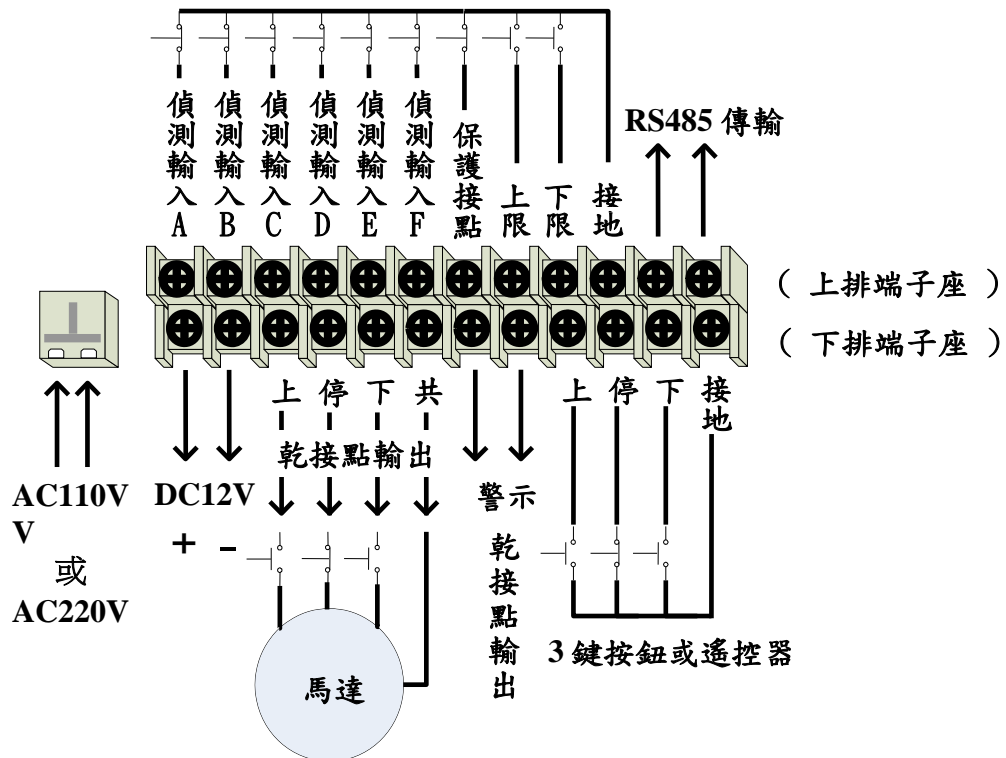 偵測輸入A
偵測輸入B
偵測輸入C
偵測輸入D
偵測輸入E
偵測輸入F
保護接點
上限
下限
接地
RS485 傳輸
( 上排端子座 )
( 下排端子座 )
上 停 下 共
乾接點輸出
上 停 下 接地
AC110V
V
或
AC220V
DC12V
+ -
警示
乾接點輸出
馬達
3 鍵按鈕或遙控器